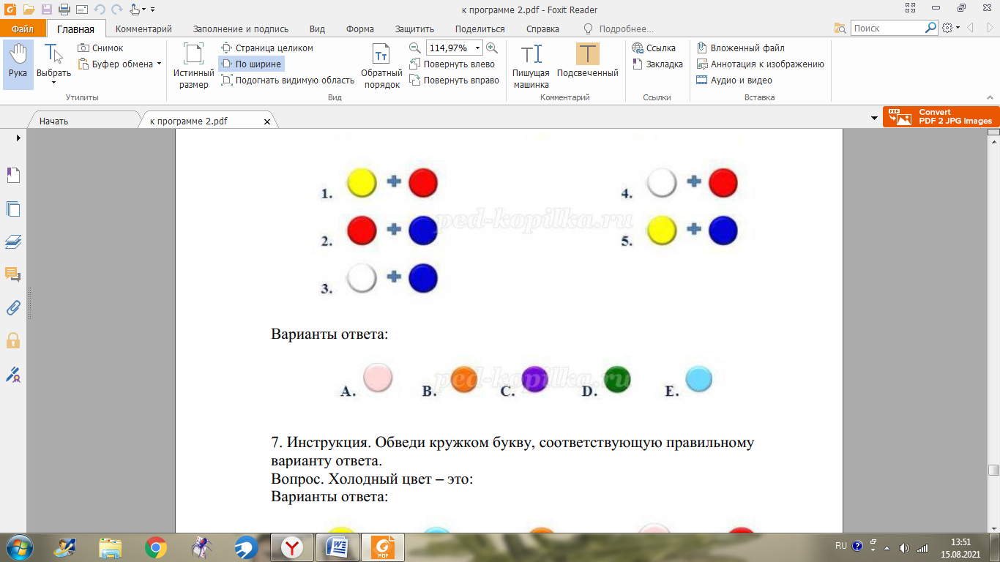 к программе 2.pdf - Foxit Reader
Файл Главная Комментарий Заполнение и подпись Вид Форма Защитить Поделиться Справка Подробнее... Поиск
Рука
Выбрать
Снимок
Буфер обмена
Утилиты
Истинный размер
Страница целиком
По ширине
Подогнать видимую область
Обратный порядок
114,97%
Повернуть влево
Повернуть вправо
Вид
Пишущая машинка
Подсвеченный
Комментарий
Ссылка
Закладка
Ссылки
Вложенный файл
Аннотация к изображению
Аудио и видео
Вставка
Начать
к программе 2.pdf
PDF
Convert
PDF 2 JPG Images
1. 4.
ped-kopilka.ru
2. 5.
3.
Варианты ответа:
ped-kopilka.ru
A. B. C. D. E.
7. Инструкция. Обведи кружком букву, соответствующую правильному
варианту ответа.
Вопрос. Холодный цвет – это:
Варианты ответа:
PDF
RU
13:51
15.08.2021